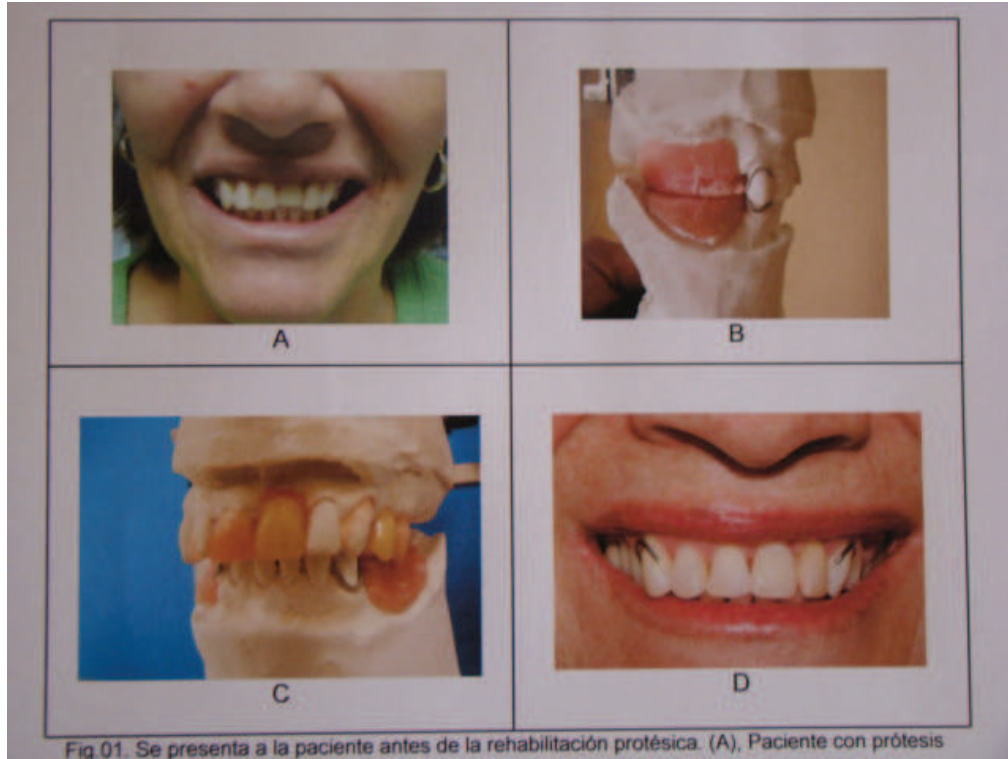 A
B
C
D
Fig.01. Se presenta a la paciente antes de la rehabilitación protésica. (A), Paciente con prótesis